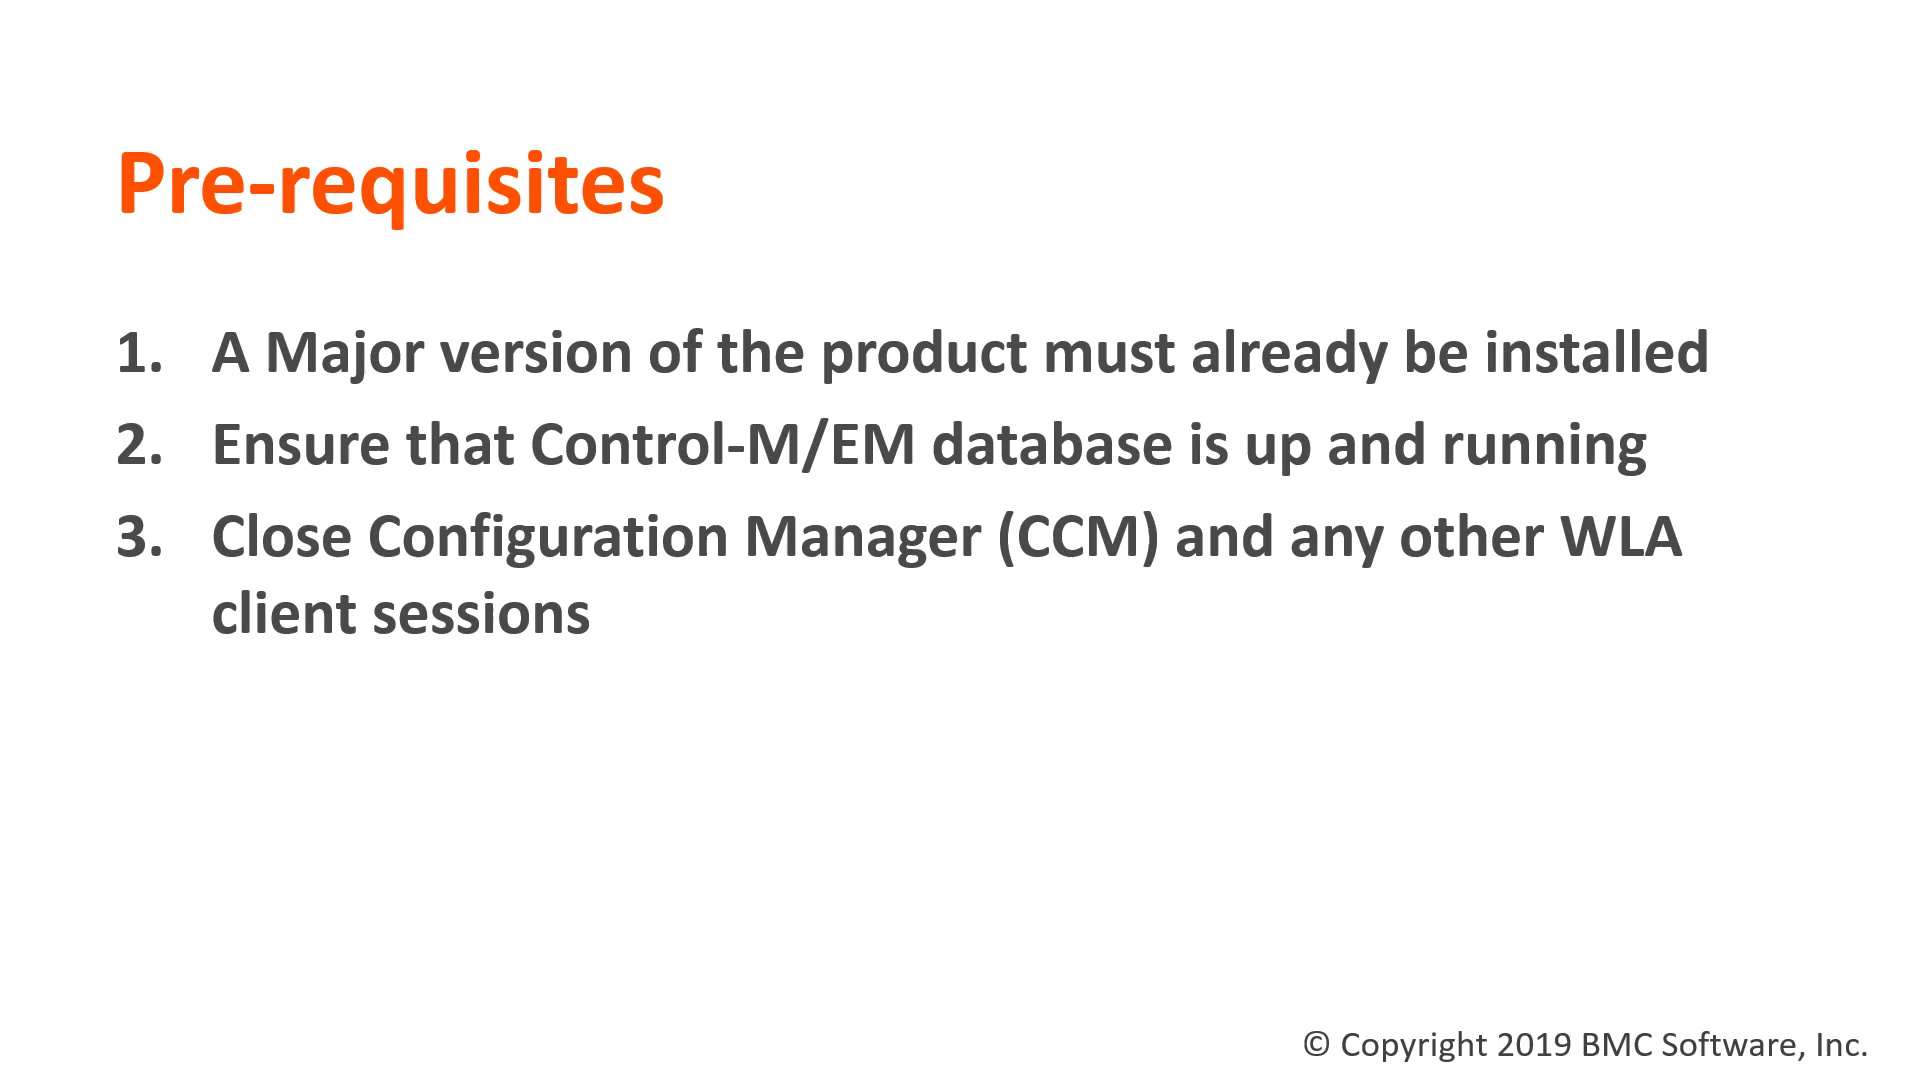 Pre-requisites
1. A Major version of the product must already be installed
2. Ensure that Control-M/EM database is up and running
3. Close Configuration Manager (CCM) and any other WLA
client sessions
© Copyright 2019 BMC Software, Inc.